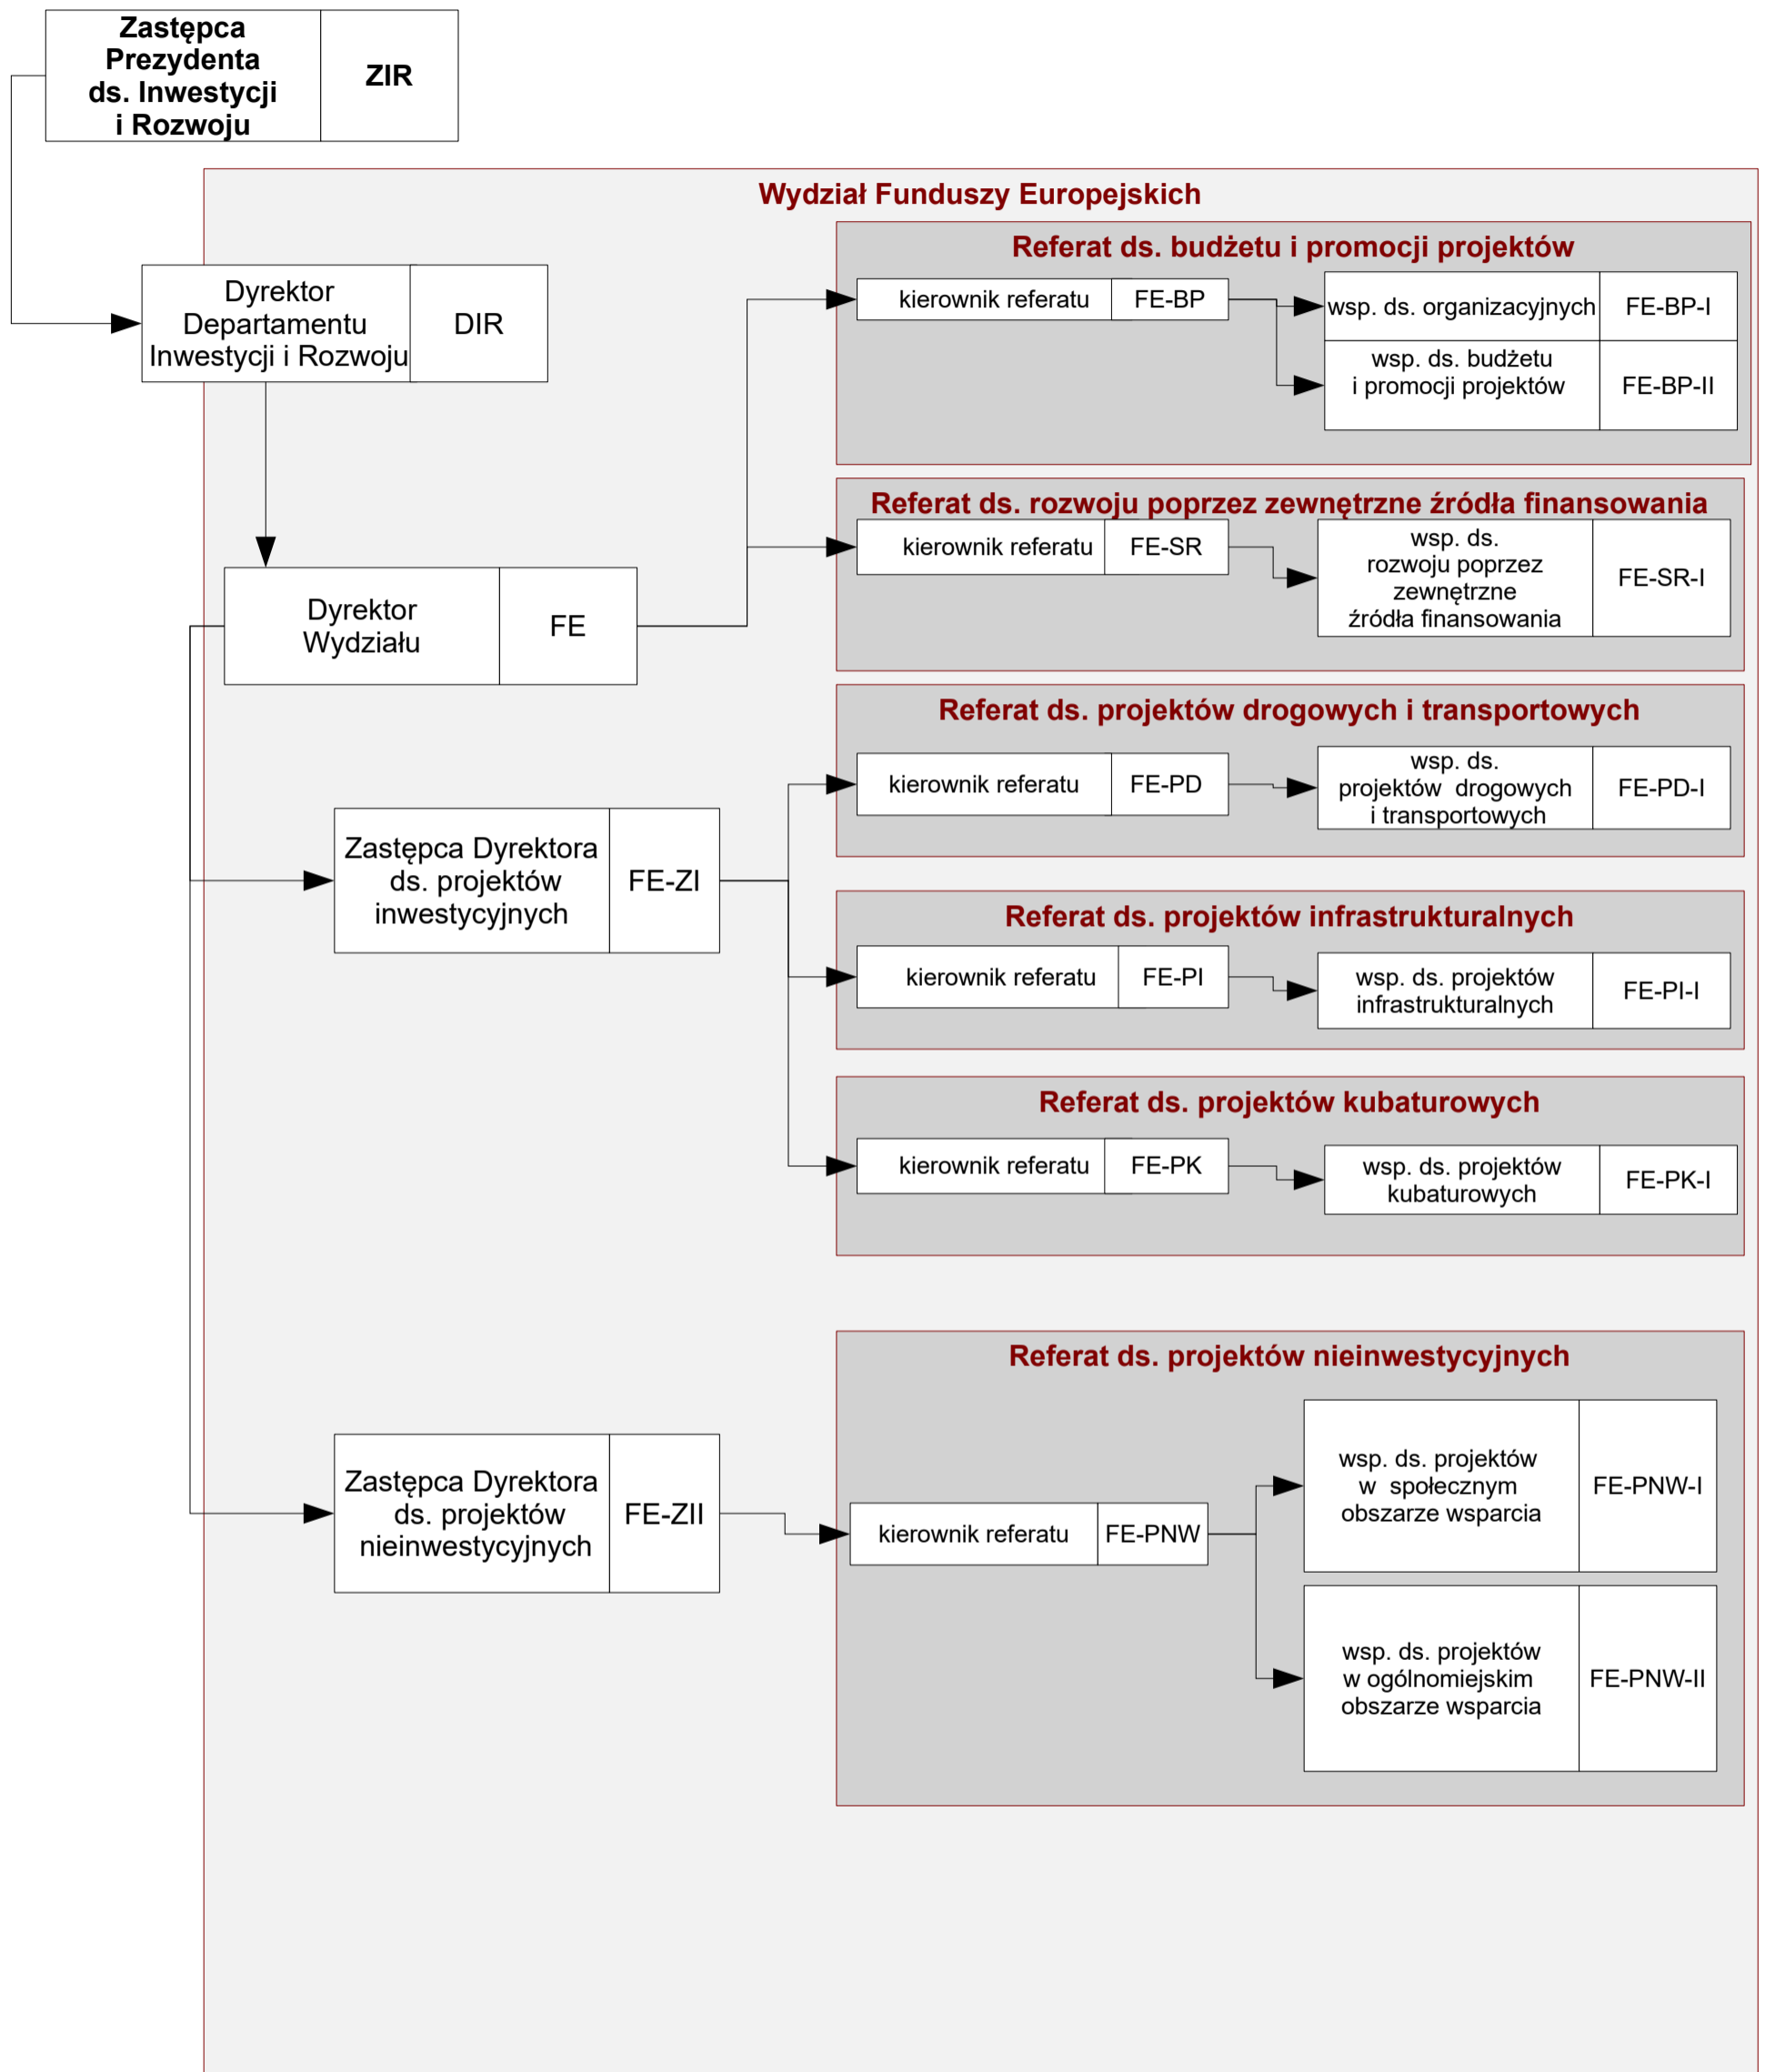 Zastępca
Prezydenta
ds. Inwestycji
i Rozwoju
ZIR
Wydział Funduszy Europejskich
Dyrektor
Departamentu
Inwestycji i Rozwoju
DIR
Referat ds. budżetu i promocji projektów
kierownik referatu
FE-BP
wsp. ds. organizacyjnych
FE-BP-I
wsp. ds. budżetu
i promocji projektów
FE-BP-II
Referat ds. rozwoju poprzez zewnętrzne źródła finansowania
kierownik referatu
FE-SR
wsp. ds.
rozwoju poprzez
zewnętrzne
źródła finansowania
FE-SR-I
Dyrektor
Wydziału
FE
Referat ds. projektów drogowych i transportowych
kierownik referatu
FE-PD
wsp. ds.
projektów drogowych
i transportowych
FE-PD-I
Zastępca Dyrektora
ds. projektów
inwestycyjnych
FE-ZI
Referat ds. projektów infrastrukturalnych
kierownik referatu
FE-PI
wsp. ds. projektów
infrastrukturalnych
FE-PI-I
Referat ds. projektów kubaturowych
kierownik referatu
FE-PK
wsp. ds. projektów
kubaturowych
FE-PK-I
Referat ds. projektów nieinwestycyjnych
Zastępca Dyrektora
ds. projektów
nieinwestycyjnych
FE-ZII
kierownik referatu
FE-PNW
wsp. ds. projektów
w społecznym
obszarze wsparcia
FE-PNW-I
wsp. ds. projektów
w ogólnomiejskim
obszarze wsparcia
FE-PNW-II